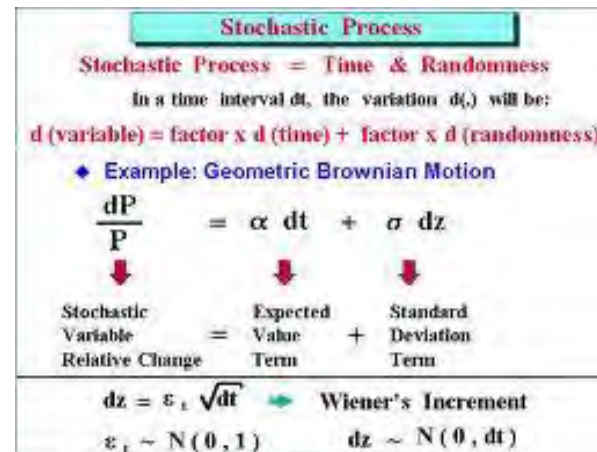 Stochastic Process
Stochastic Process = Time & Randomness
In a time interval dt, the variation d(.) will be:
d (variable) = factor x d (time) + factor x d (randomness)
Example: Geometric Brownian Motion
dP/P = α dt + σ dz
Stochastic Expected Standard
Variable = Value + Deviation
Relative Change Term Term
dz = ε t √dt Wiener's Increment
ε t ~ N(0,1) dz ~ N(0,dt)